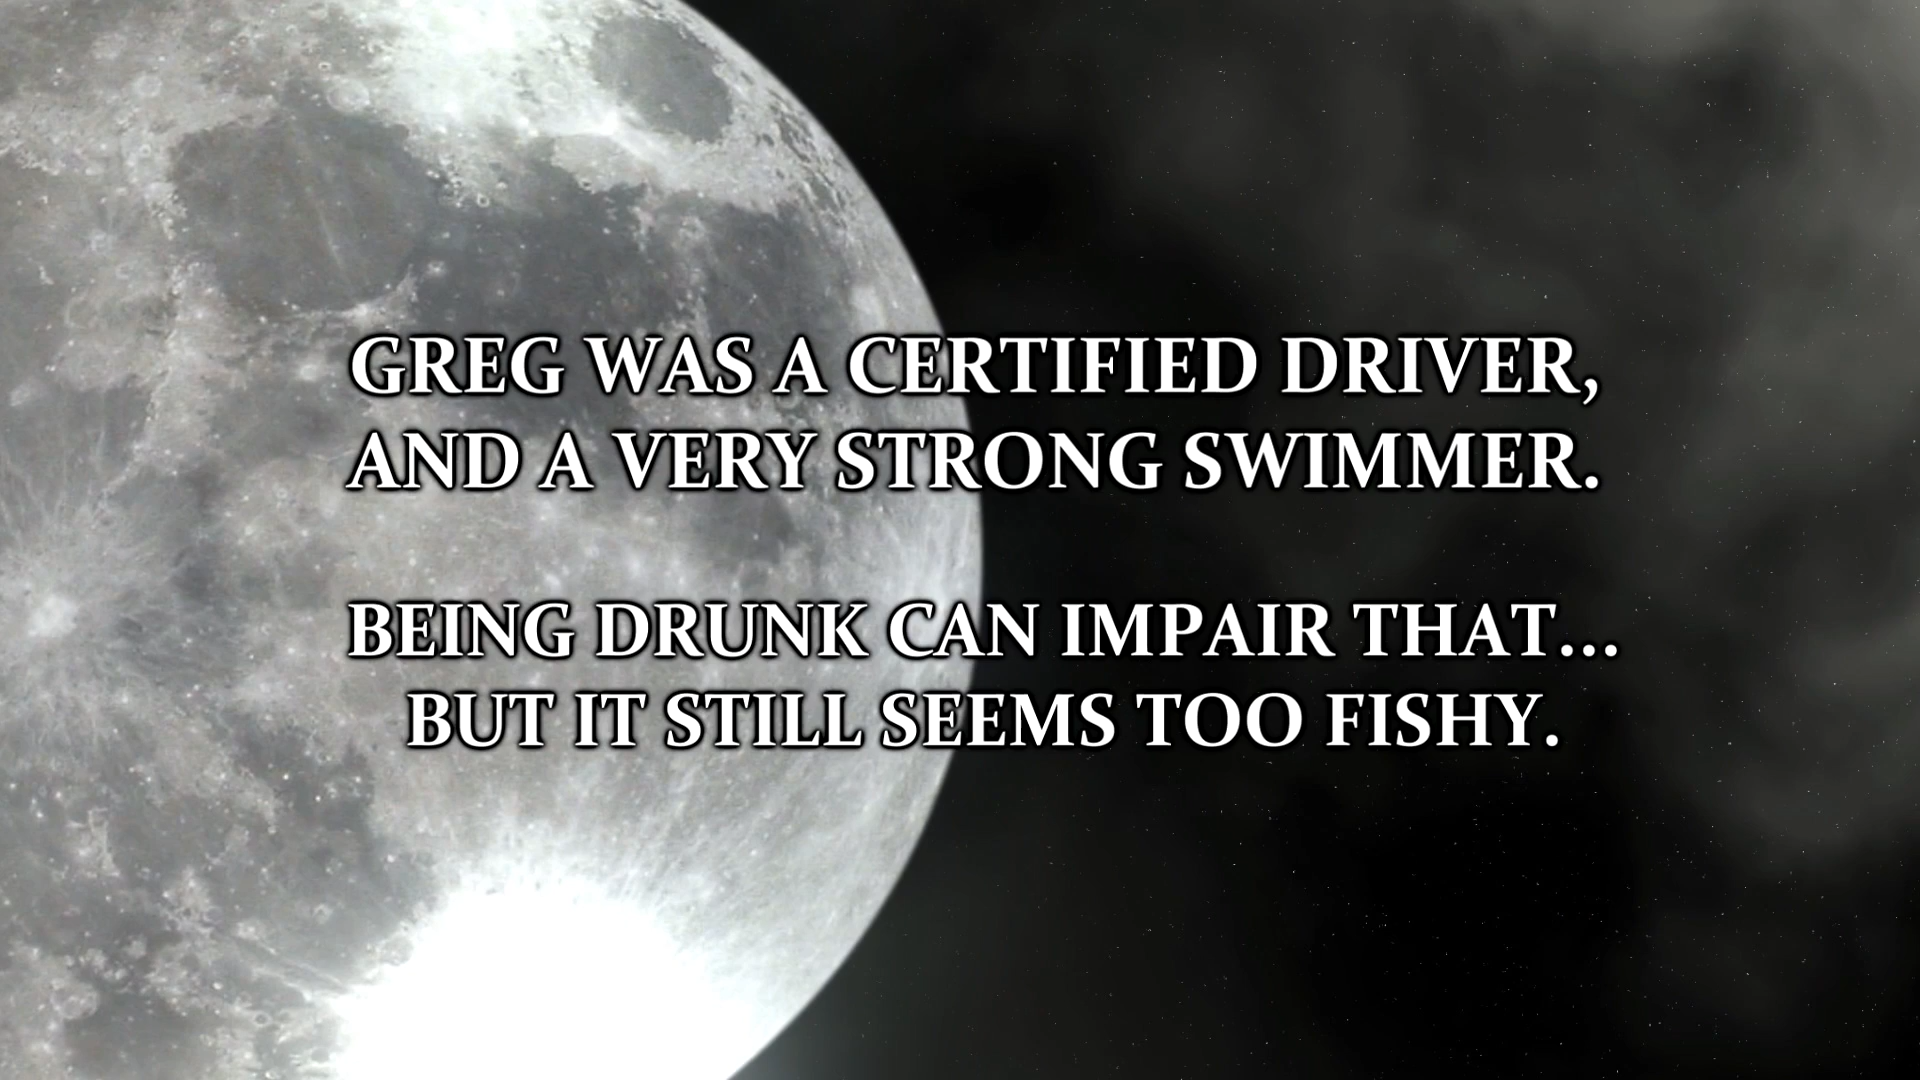 GREG WAS A CERTIFIED DRIVER,
AND A VERY STRONG SWIMMER.
BEING DRUNK CAN IMPAIR THAT...
BUT IT STILL SEEMS TOO FISHY.